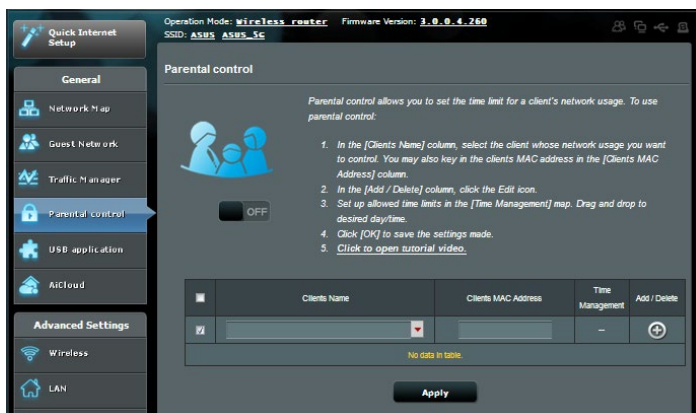 Quick Internet
Setup
General
Network Map
Guest Network
Traffic Manager
Parental control
USB application
AiCloud
Advanced Settings
Wireless
LAN
Operation Mode: Wireless router Firmware Version: 3.0.0.4.260
SSID: ASUS ASUS_5G
Parental control
Parental control allows you to set the time limit for a client's network usage. To use
parental control:
1. In the [Clients Name] column, select the client whose network usage you want
to control. You may also key in the clients MAC address in the [Clients MAC
Address] column.
2. In the [Add / Delete] column, click the Edit icon.
3. Set up allowed time limits in the [Time Management] map. Drag and drop to
desired day/time.
4. Click [OK] to save the settings made.
5. Click to open tutorial video.
OFF
Clients Name Clients MAC Address Time Management Add / Delete
–
No data in table.
Apply